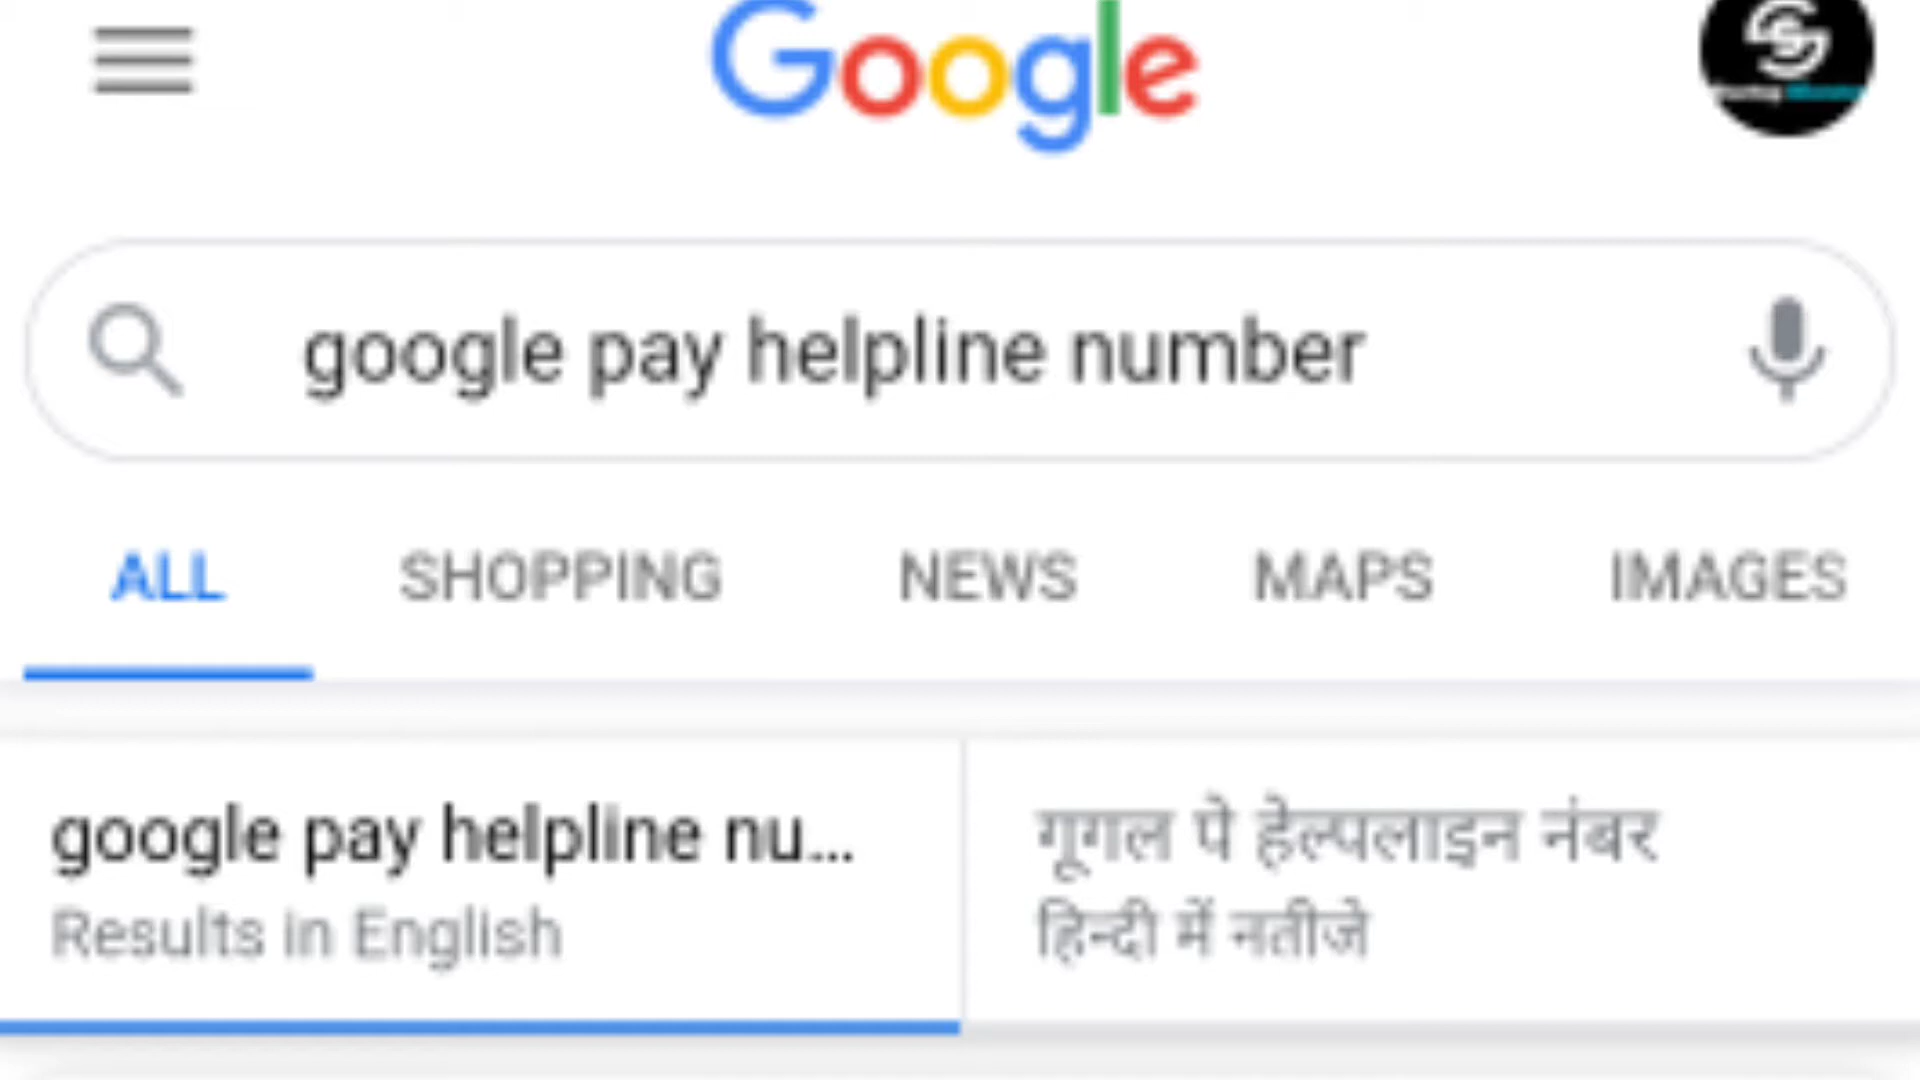 Google
google pay helpline number
ALL SHOPPING NEWS MAPS IMAGES
google pay helpline nu...
Results in English
गूगल पे हेल्पलाइन नंबर
हिन्दी में नतीजे